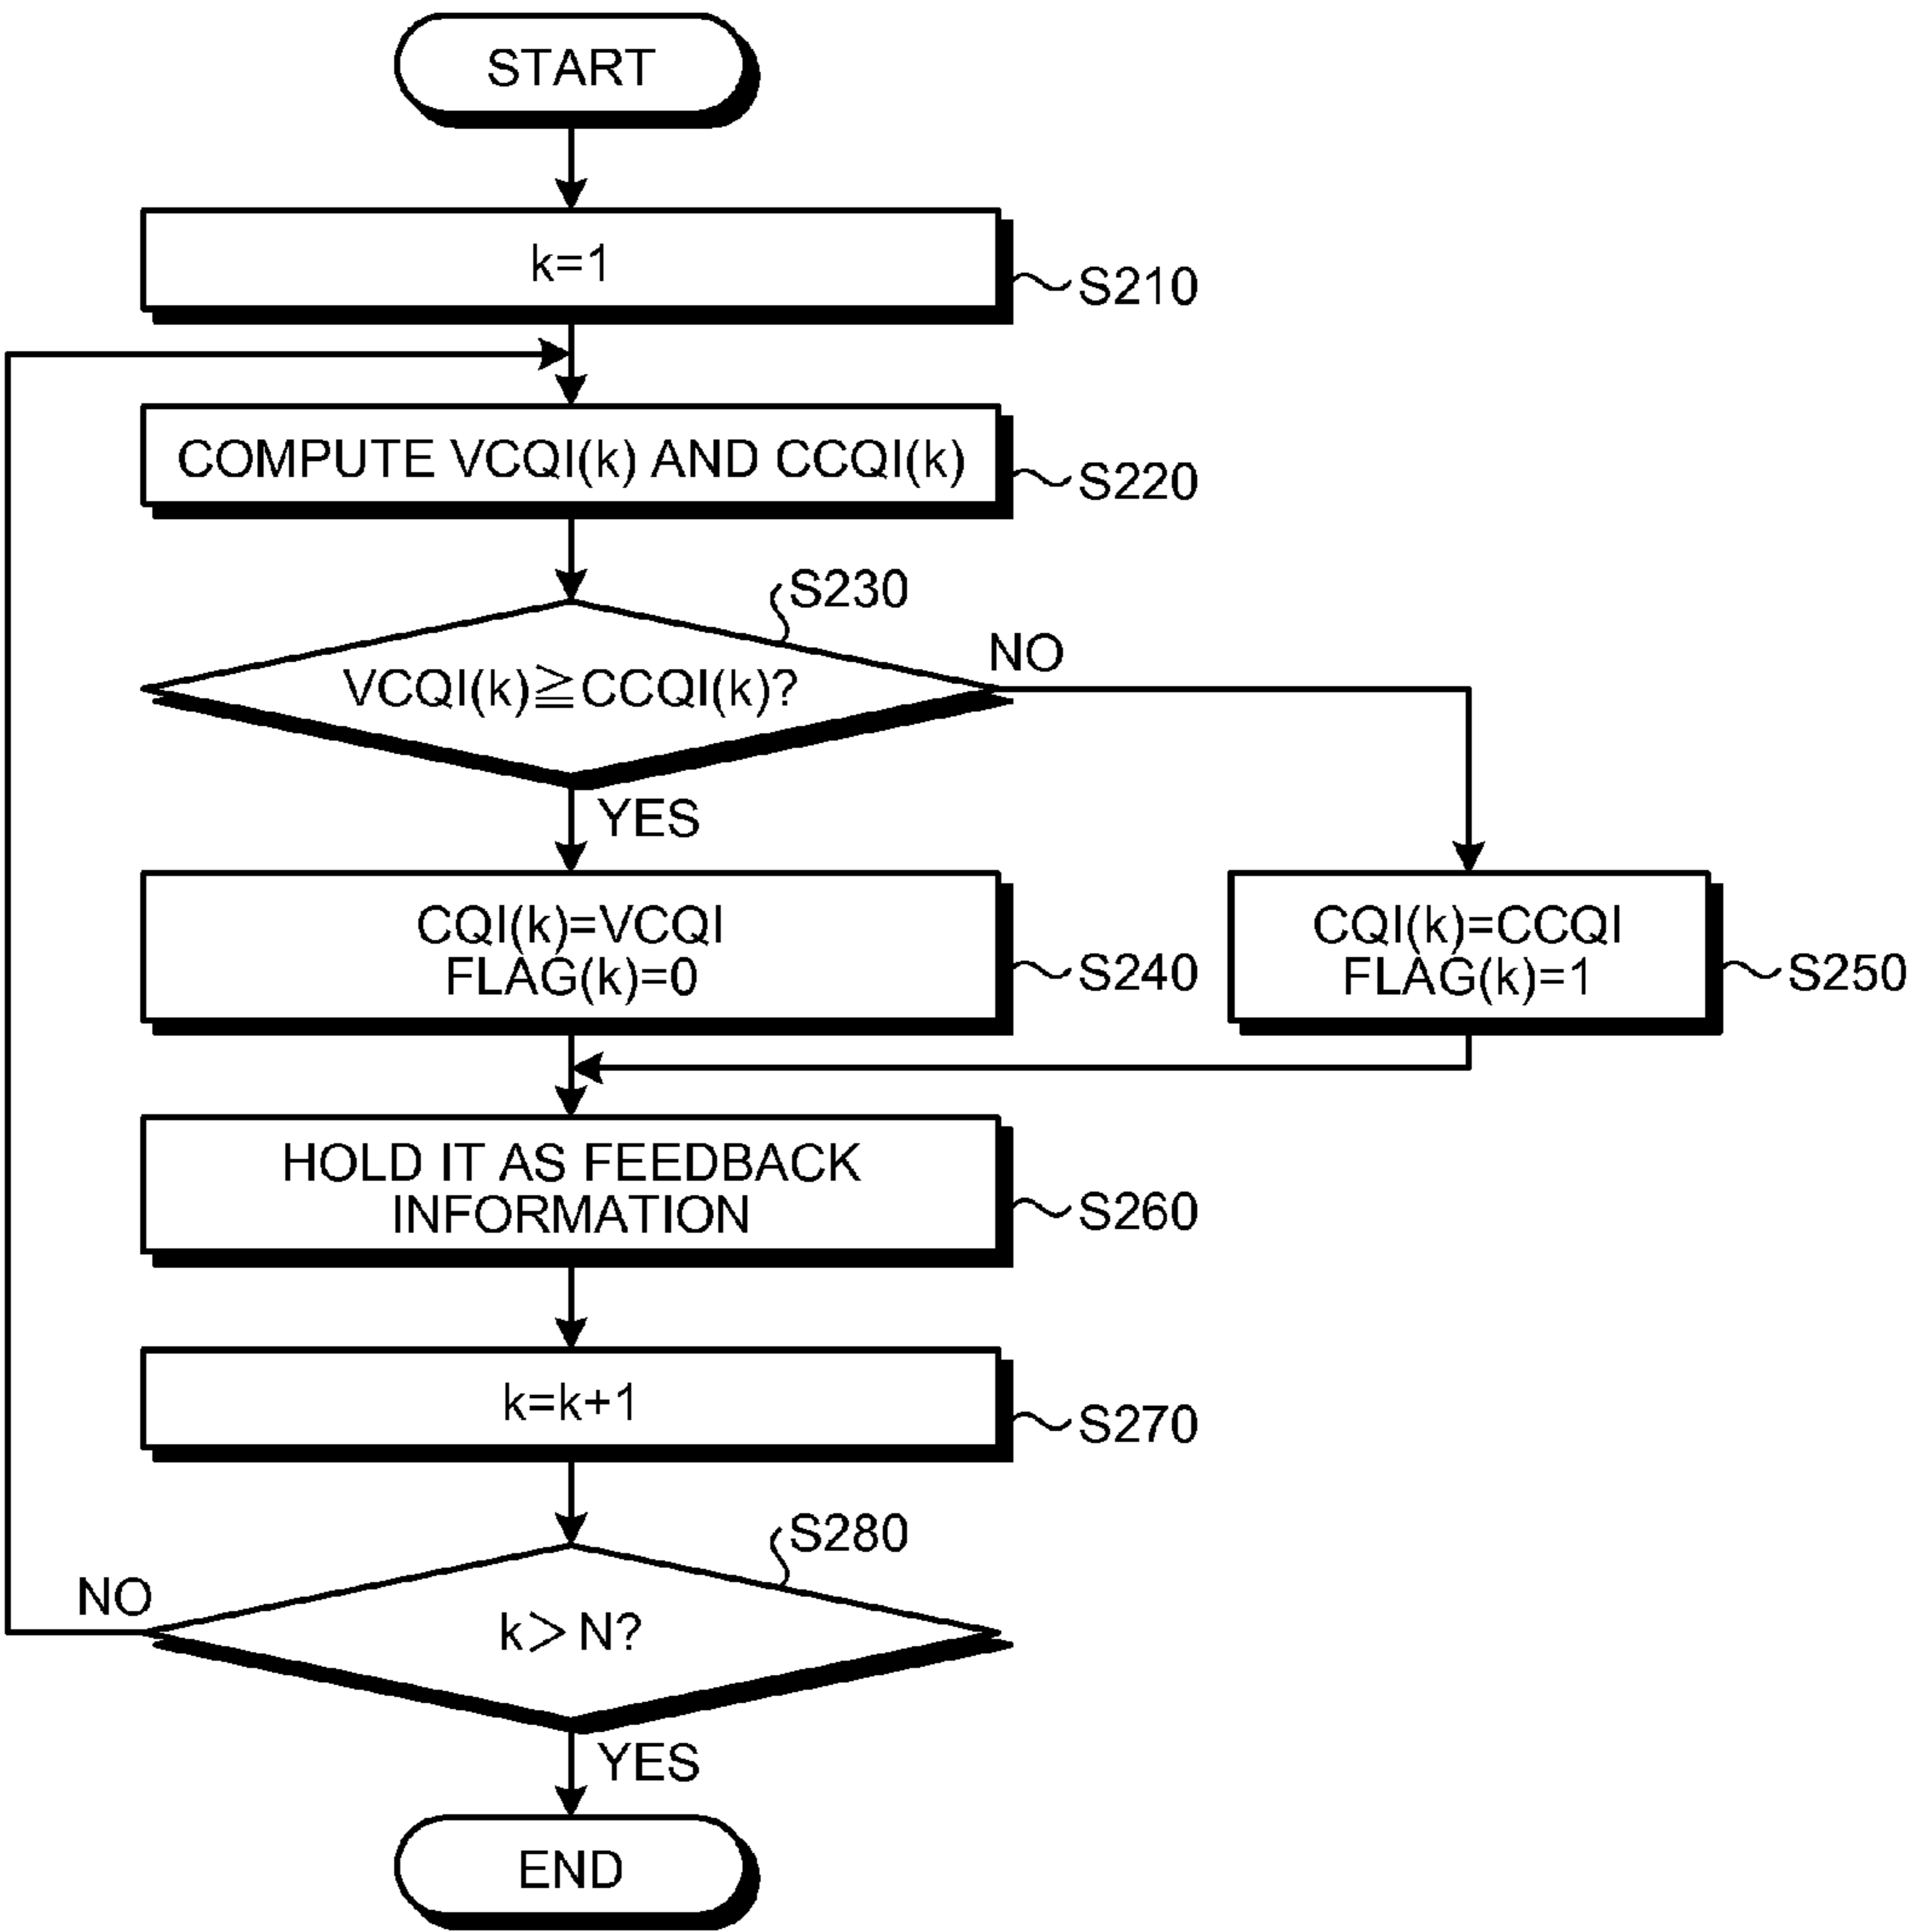 START
k=1
S210
COMPUTE VCQI(k) AND CCQI(k)
S220
S230
VCQI(k)≧CCQI(k)?
NO
YES
CQI(k)=VCQI
FLAG(k)=0
S240
CQI(k)=CCQI
FLAG(k)=1
S250
HOLD IT AS FEEDBACK
INFORMATION
S260
k=k+1
S270
S280
NO
k>N?
YES
END